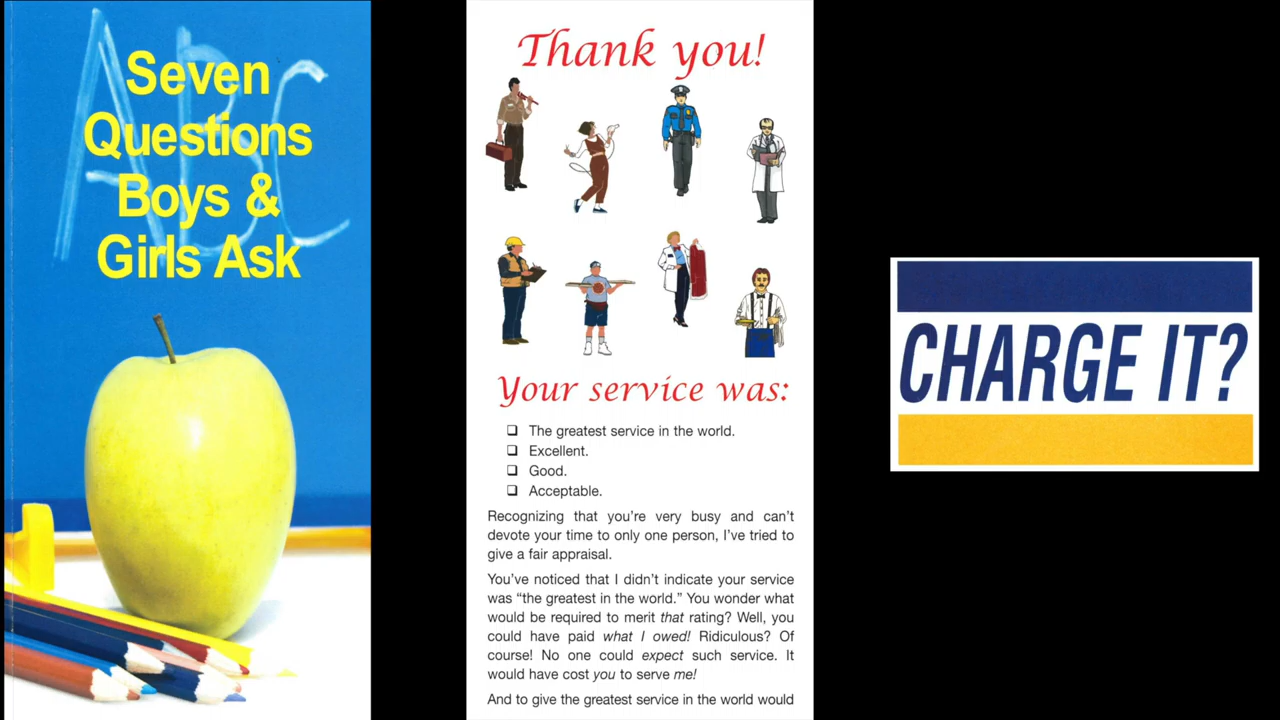 ABC
Seven
Questions
Boys &
Girls Ask
Thank you!
Your service was:
❑ The greatest service in the world.
❑ Excellent.
❑ Good.
❑ Acceptable.
Recognizing that you’re very busy and can’t
devote your time to only one person, I’ve tried to
give a fair appraisal.
You’ve noticed that I didn’t indicate your service
was “the greatest in the world.” You wonder what
would be required to merit that rating? Well, you
could have paid what I owed! Ridiculous? Of
course! No one could expect such service. It
would have cost you to serve me!
And to give the greatest service in the world would
CHARGE IT?